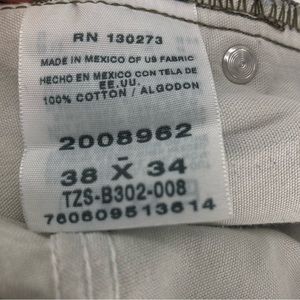 RN 130273
MADE IN MEXICO OF US FABRIC
HECHO EN MEXICO CON TELA DE
EE.UU.
100% COTTON / ALGODON
2008962
38 X 34
TZS-B302-008
760609513614